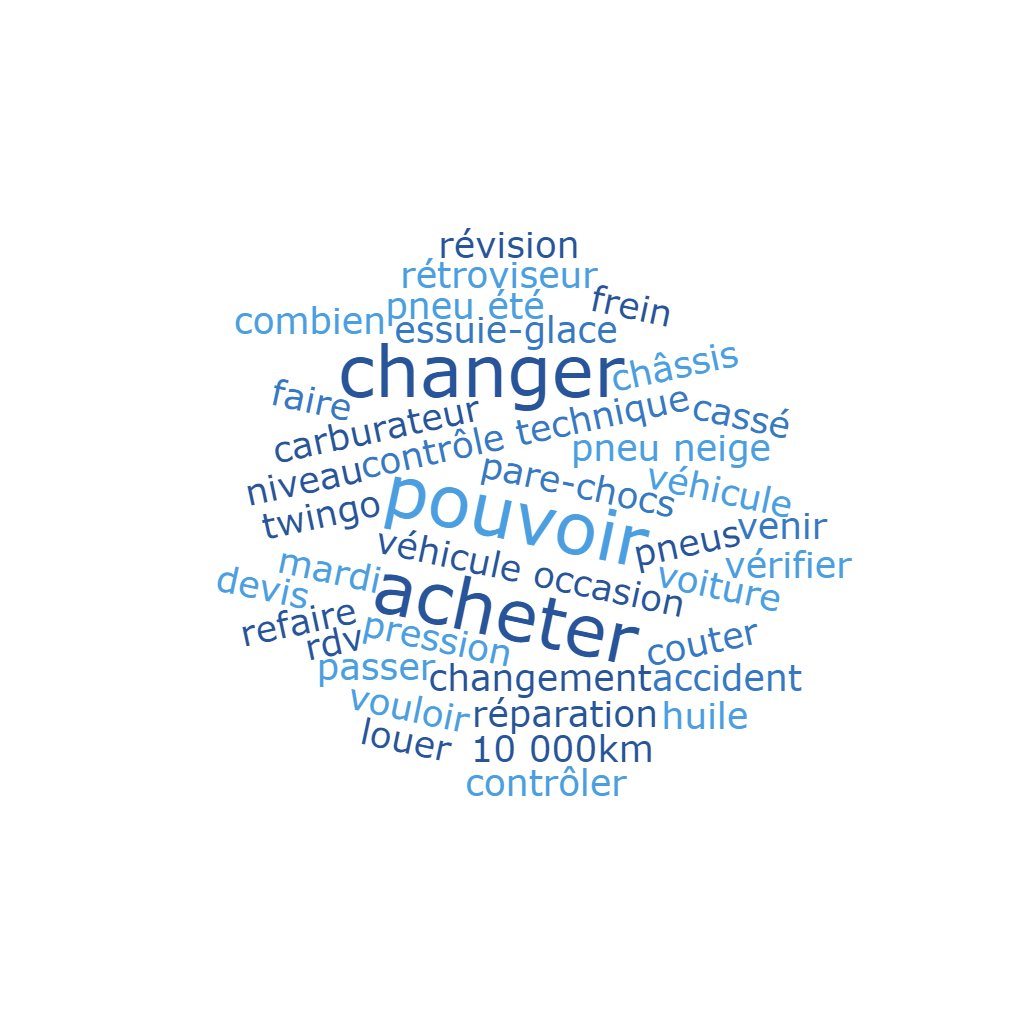 révision
rétroviseur
pneu été
frein
combien
essuie-glace
changer
châssis
faire
carburateur
contrôle technique
cassé
pneu neige
niveau
pare-chocs
véhicule
twingo
pouvoir
pneus
venir
véhicule occasion
vérifier
mardi
voiture
devis
acheter
refaire
rdv
pression
couter
passer
changement
accident
vouloir
réparation
huile
louer
10 000km
contrôler